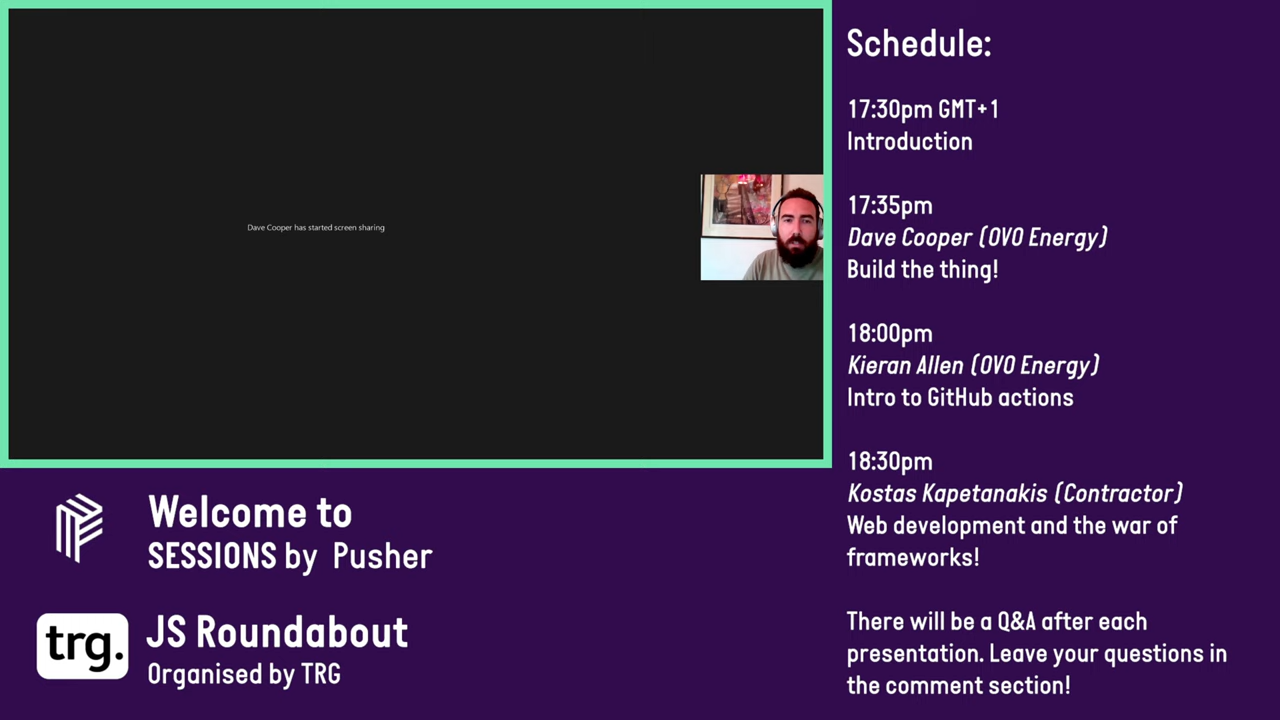 Dave Cooper has started screen sharing
Schedule:
17:30pm GMT+1
Introduction
17:35pm
Dave Cooper (OVO Energy)
Build the thing!
18:00pm
Kieran Allen (OVO Energy)
Intro to GitHub actions
18:30pm
Kostas Kapetanakis (Contractor)
Web development and the war of
frameworks!
There will be a Q&A after each
presentation. Leave your questions in
the comment section!
Welcome to
SESSIONS by Pusher
trg.
JS Roundabout
Organised by TRG